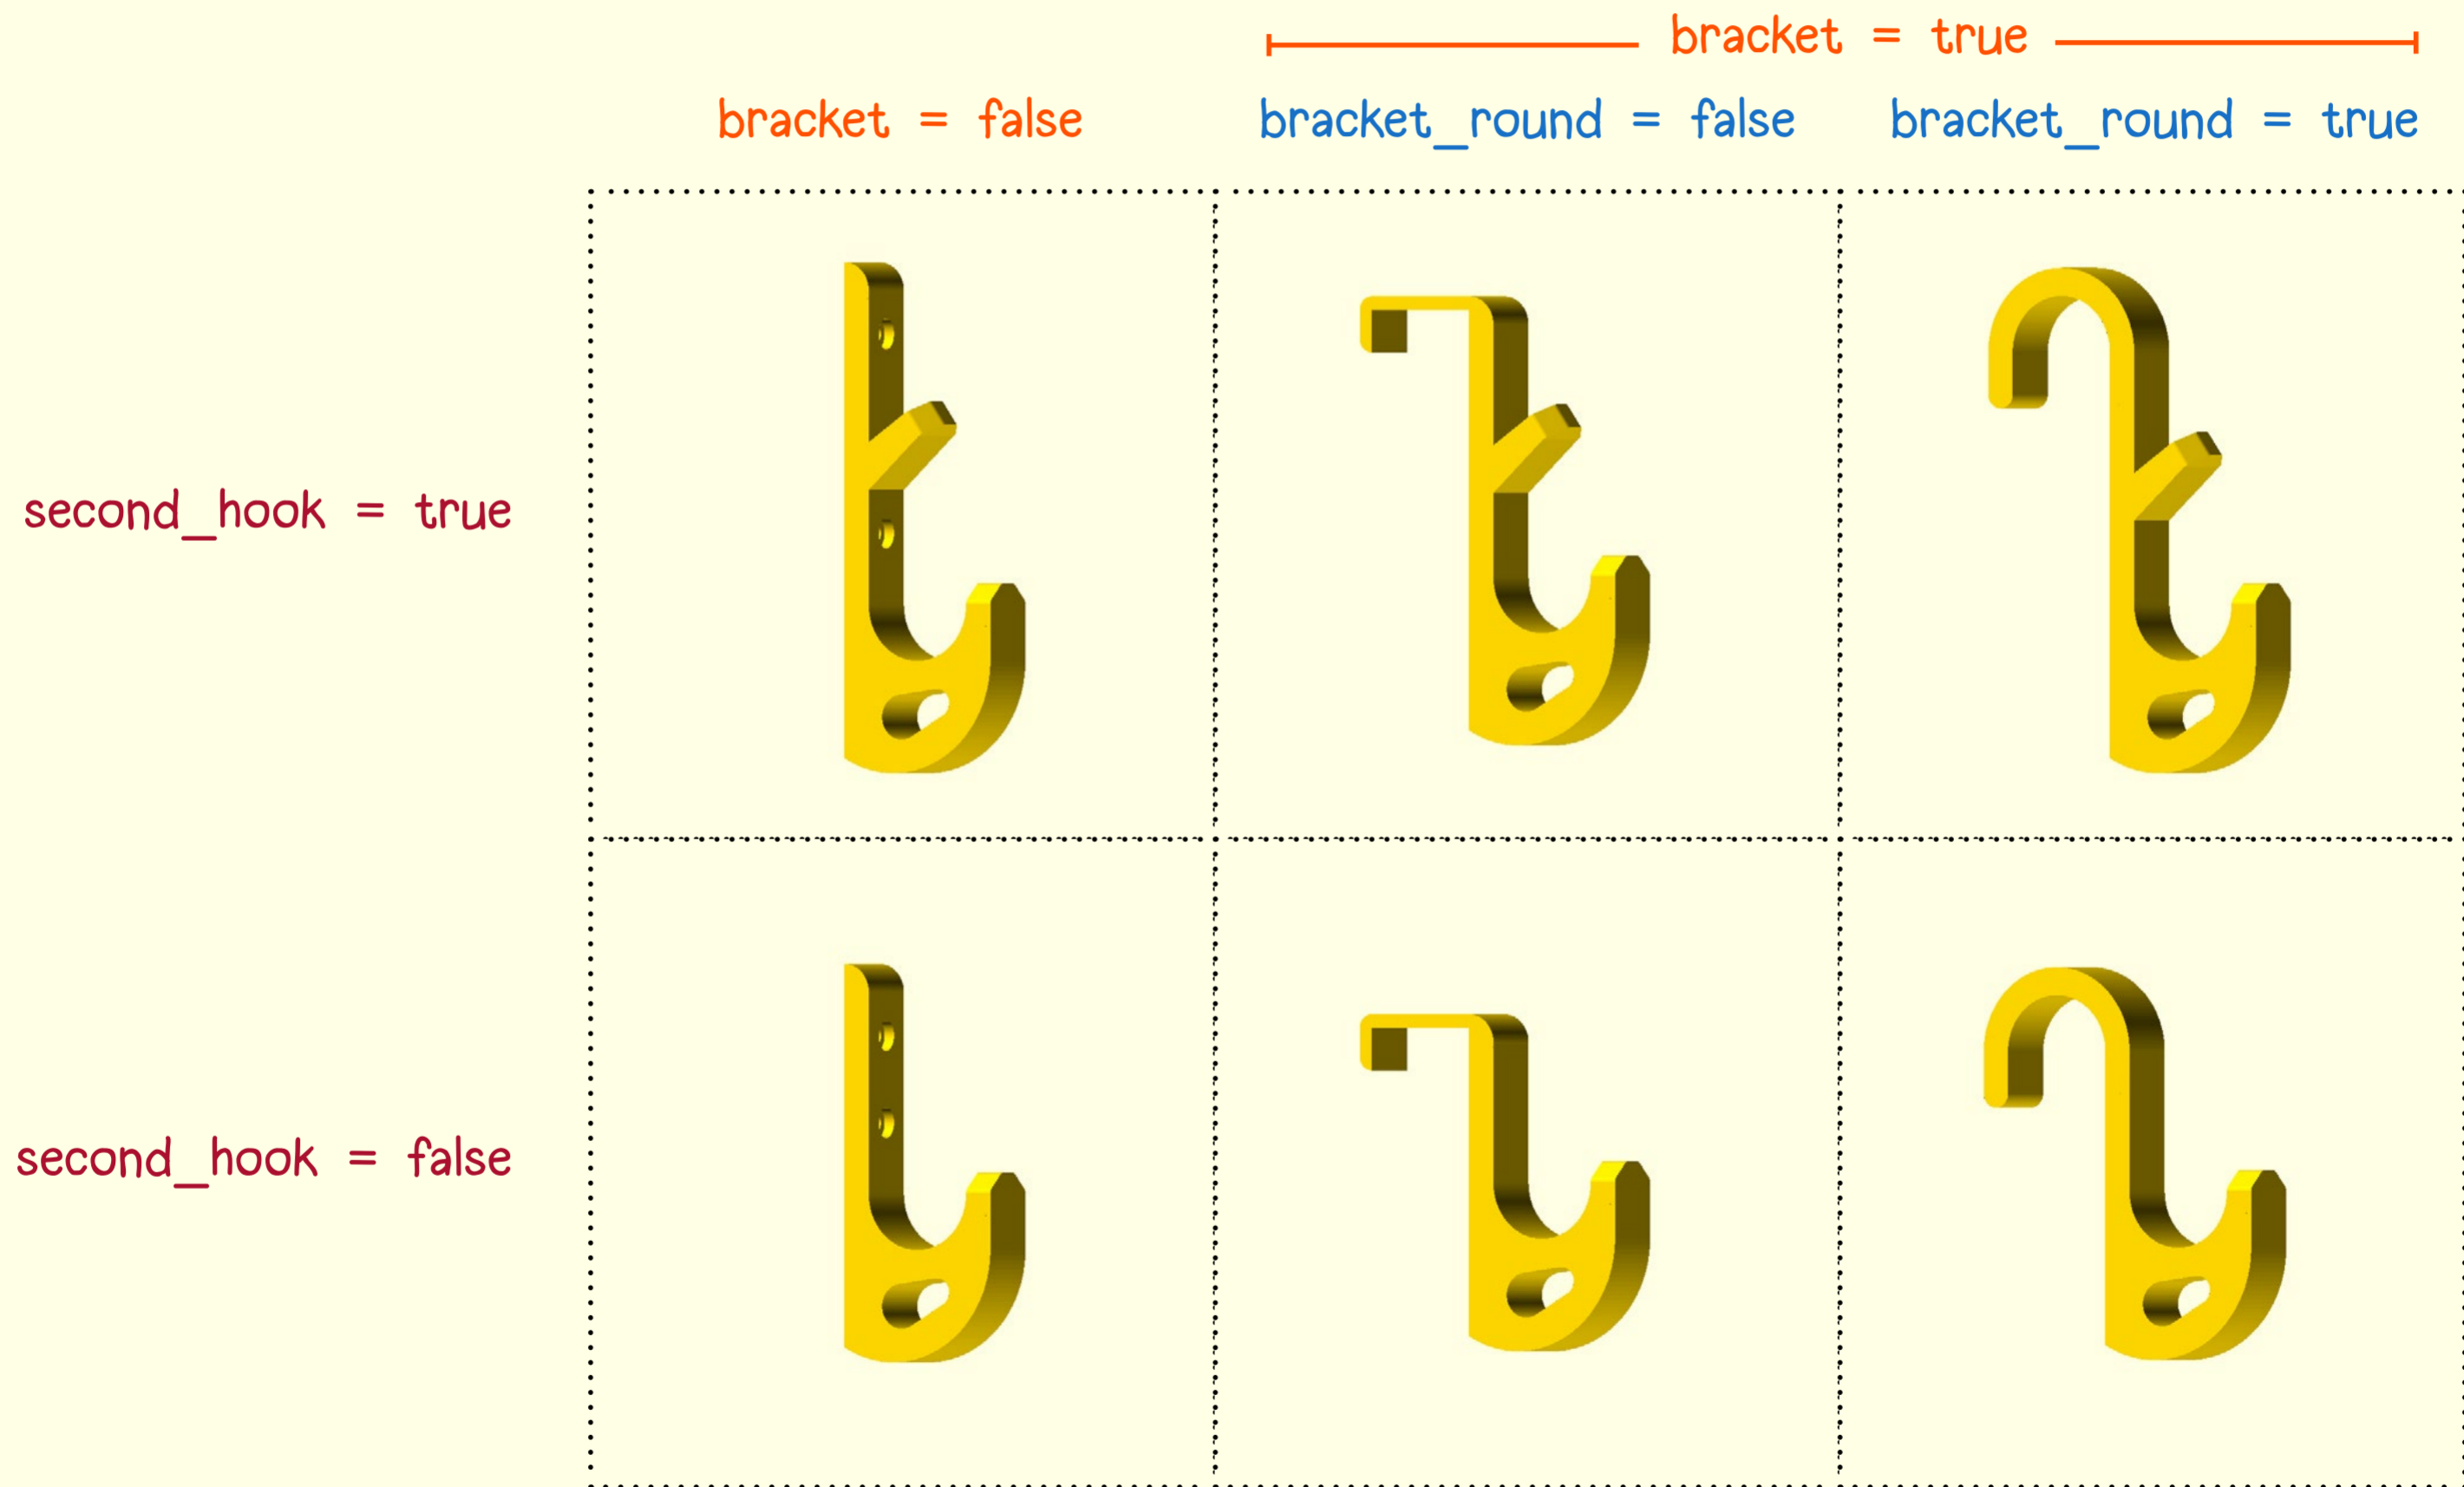 bracket = true
bracket = false
bracket_round = false
bracket_round = true
second_hook = true
second_hook = false